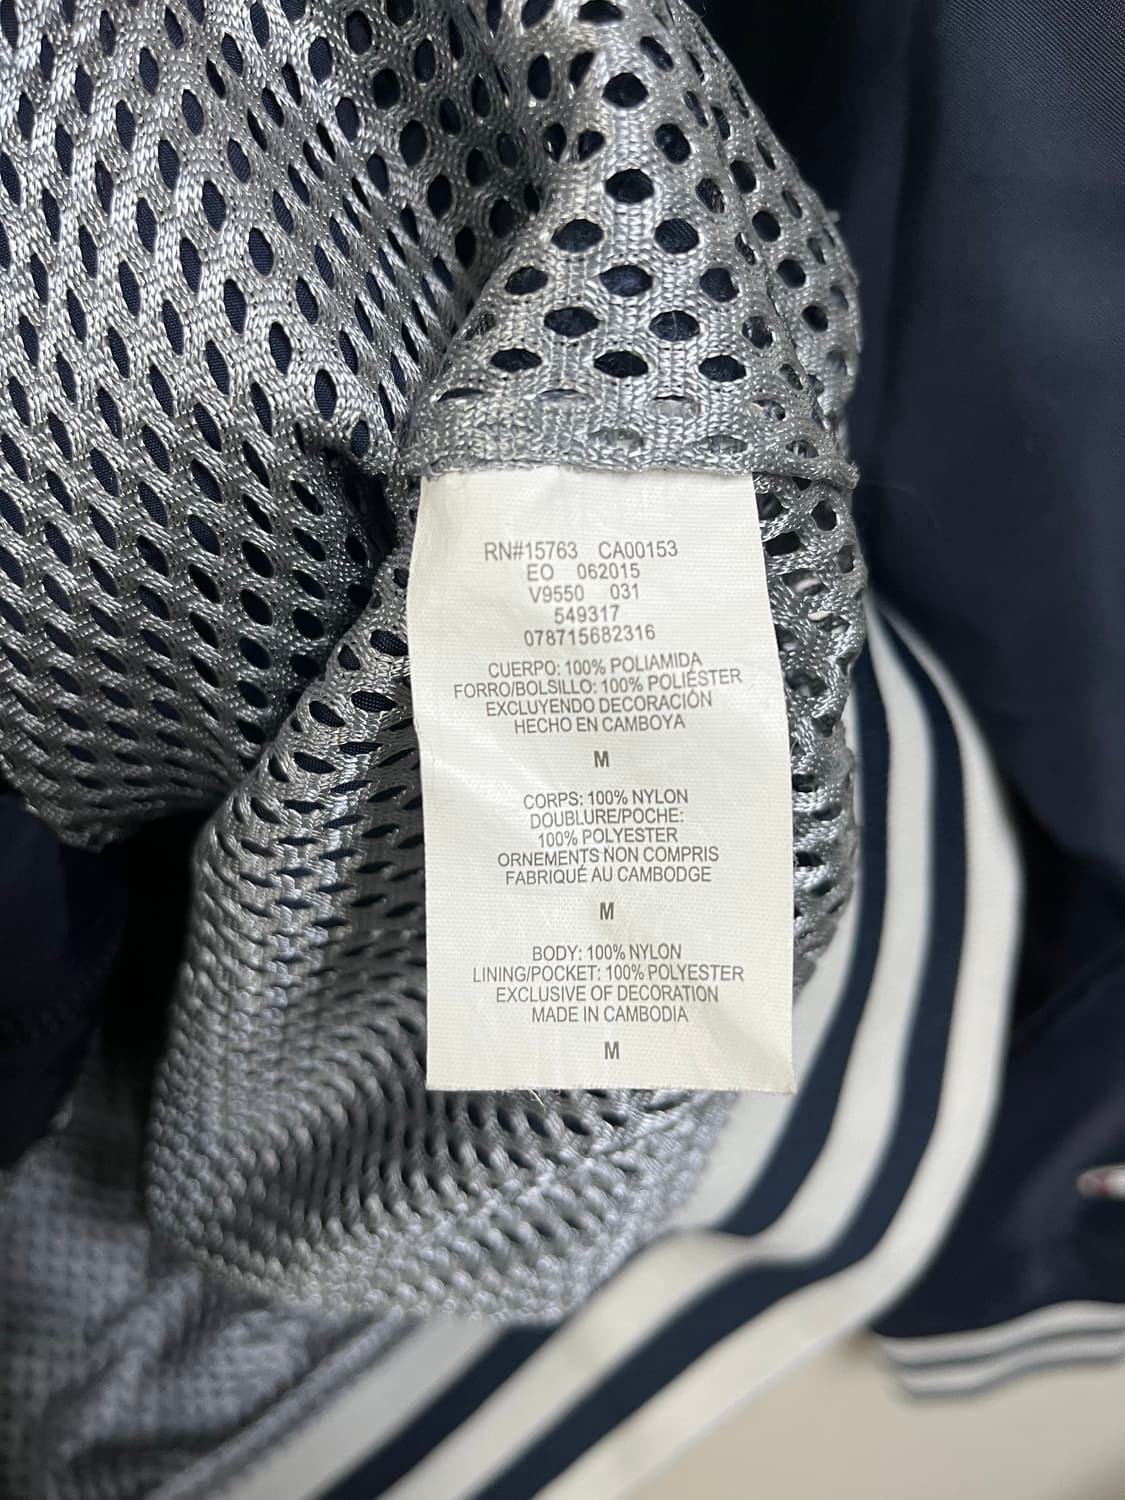 RN#15763 CA00153
EO 062015
V9550 031
549317
078715682316
CUERPO: 100% POLIAMIDA
FORRO/BOLSILLO: 100% POLIÉSTER
EXCLUYENDO DECORACIÓN
HECHO EN CAMBOYA
M
CORPS: 100% NYLON
DOUBLURE/POCHE:
100% POLYESTER
ORNEMENTS NON COMPRIS
FABRIQUÉ AU CAMBODGE
M
BODY: 100% NYLON
LINING/POCKET: 100% POLYESTER
EXCLUSIVE OF DECORATION
MADE IN CAMBODIA
M